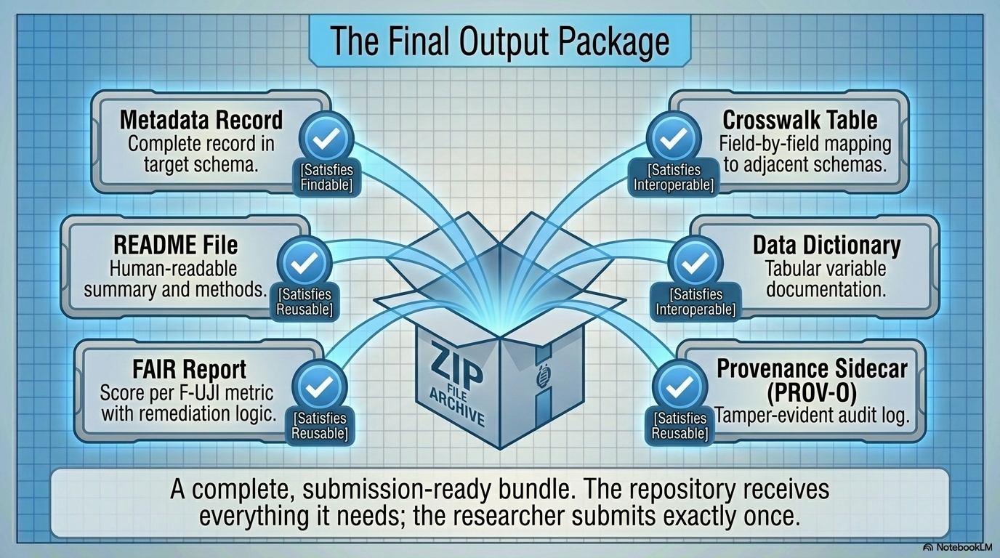 The Final Output Package
Metadata Record
Complete record in
target schema.
[Satisfies
Findable]
README File
Human-readable
summary and methods.
[Satisfies
Reusable]
FAIR Report
Score per F-UJI metric
with remediation logic.
[Satisfies
Reusable]
Crosswalk Table
Field-by-field mapping
to adjacent schemas.
[Satisfies
Interoperable]
Data Dictionary
Tabular variable
documentation.
[Satisfies
Interoperable]
Provenance Sidecar
(PROV-O)
Tamper-evident audit log.
[Satisfies
Reusable]
ZIP
FILE
ARCHIVE
A complete, submission-ready bundle. The repository receives
everything it needs; the researcher submits exactly once.
NotebookLM